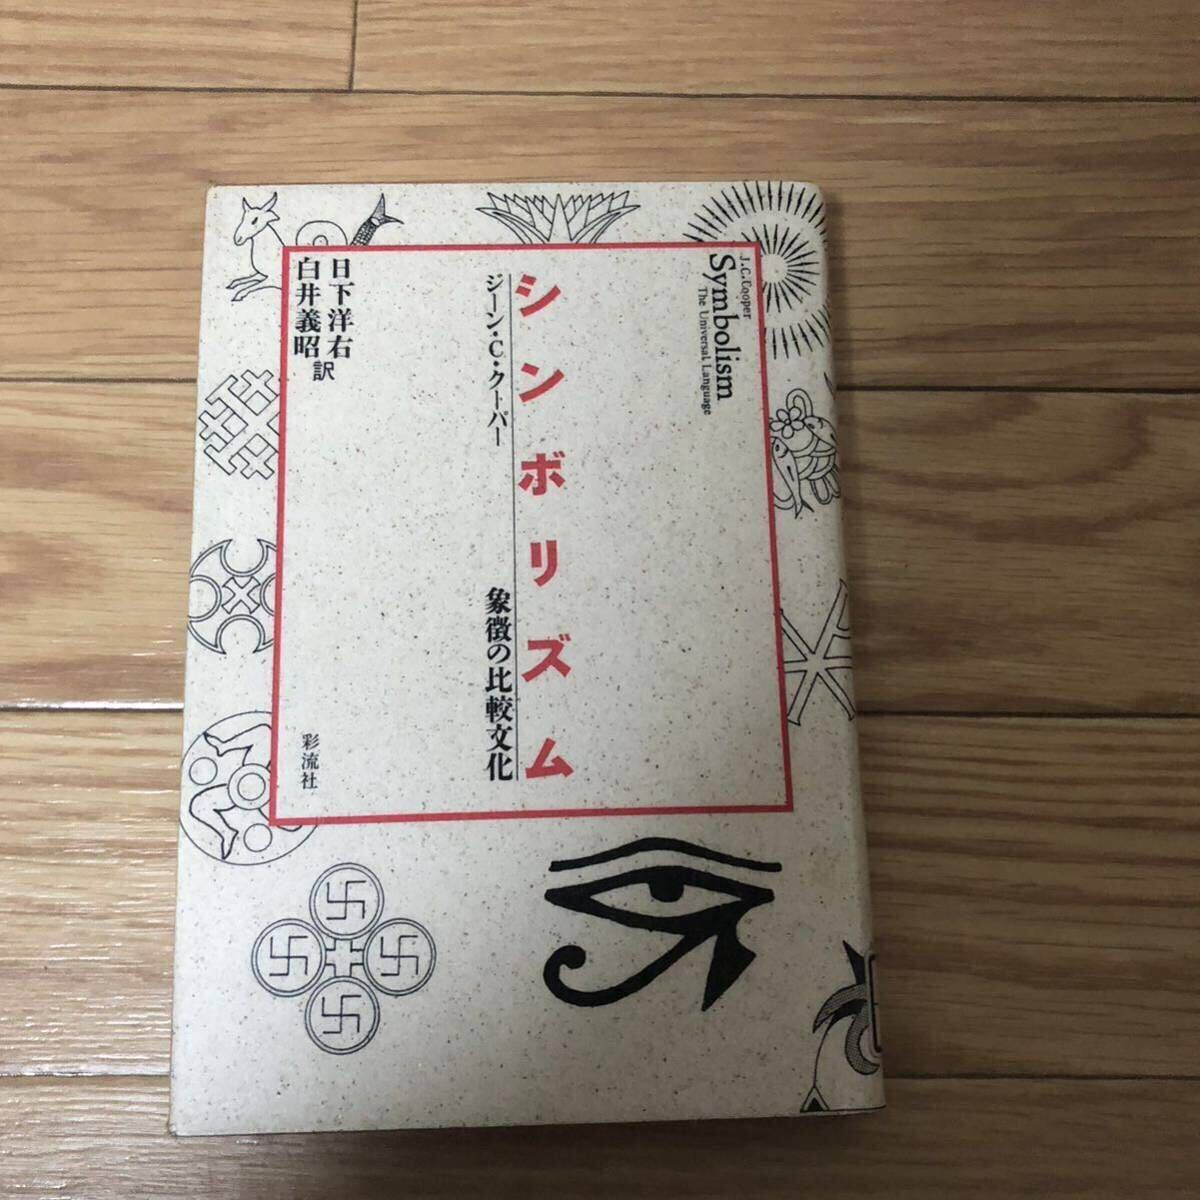 J.C.Cooper
Symbolism
The Universal Language
シンボリズム
ジーン・C・クーパー
象徴の比較文化
日下洋右
白井義昭 訳
彩流社